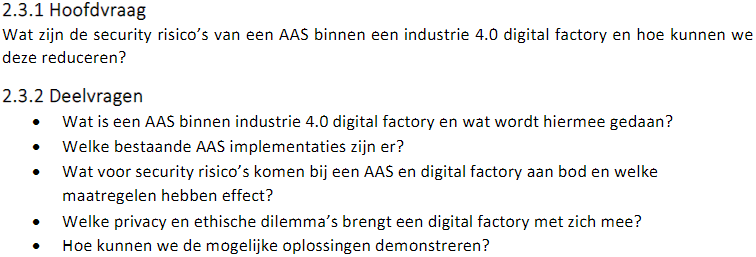 2.3.1 Hoofdvraag
Wat zijn de security risico's van een AAS binnen een industrie 4.0 digital factory en hoe kunnen we
deze reduceren?
2.3.2 Deelvragen
• Wat is een AAS binnen industrie 4.0 digital factory en wat wordt hiermee gedaan?
• Welke bestaande AAS implementaties zijn er?
• Wat voor security risico's komen bij een AAS en digital factory aan bod en welke
maatregelen hebben effect?
• Welke privacy en ethische dilemma's brengt een digital factory met zich mee?
• Hoe kunnen we de mogelijke oplossingen demonstreren?